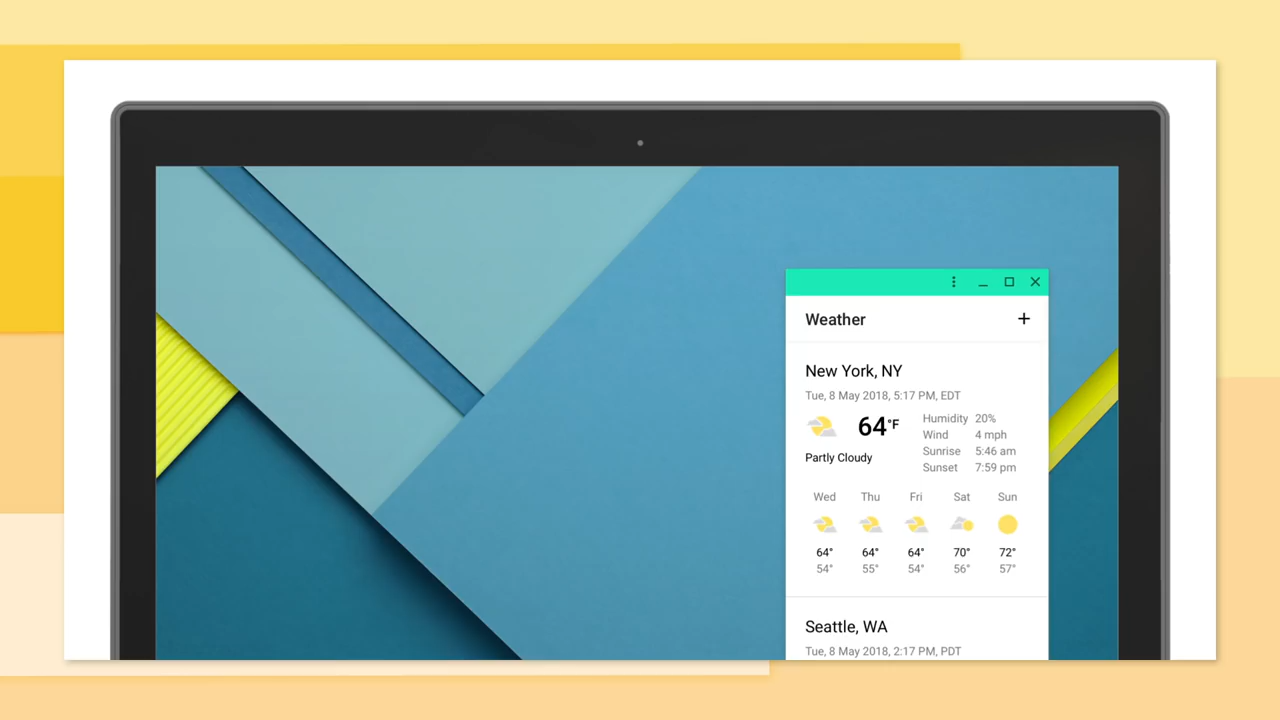 Weather
New York, NY
Tue, 8 May 2018, 5:17 PM, EDT
64°F
Partly Cloudy
Humidity 20%
Wind 4 mph
Sunrise 5:46 am
Sunset 7:59 pm
Wed Thu Fri Sat Sun
64° 64° 64° 70° 72°
54° 55° 54° 56° 57°
Seattle, WA
Tue, 8 May 2018, 2:17 PM, PDT